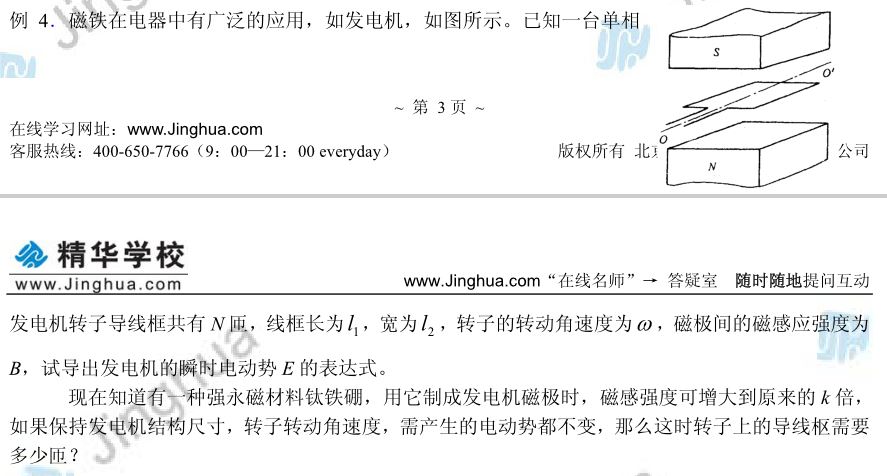 例 4．磁铁在电器中有广泛的应用，如发电机，如图所示。已知一台单相
S
O'
O
N
~ 第 3 页 ~
在线学习网址：www.Jinghua.com
客服热线：400-650-7766（9：00—21：00 everyday）
版权所有 北京 公司
精华学校
www.Jinghua.com
www.Jinghua.com“在线名师”→ 答疑室 随时随地提问互动
发电机转子导线框共有 N 匝，线框长为l₁，宽为l₂，转子的转动角速度为ω，磁极间的磁感应强度为
B，试导出发电机的瞬时电动势 E 的表达式。
现在知道有一种强永磁材料钛铁硼，用它制成发电机磁极时，磁感强度可增大到原来的 k 倍，
如果保持发电机结构尺寸，转子转动角速度，需产生的电动势都不变，那么这时转子上的导线框需要
多少匝？
Jinghua
Jinghua